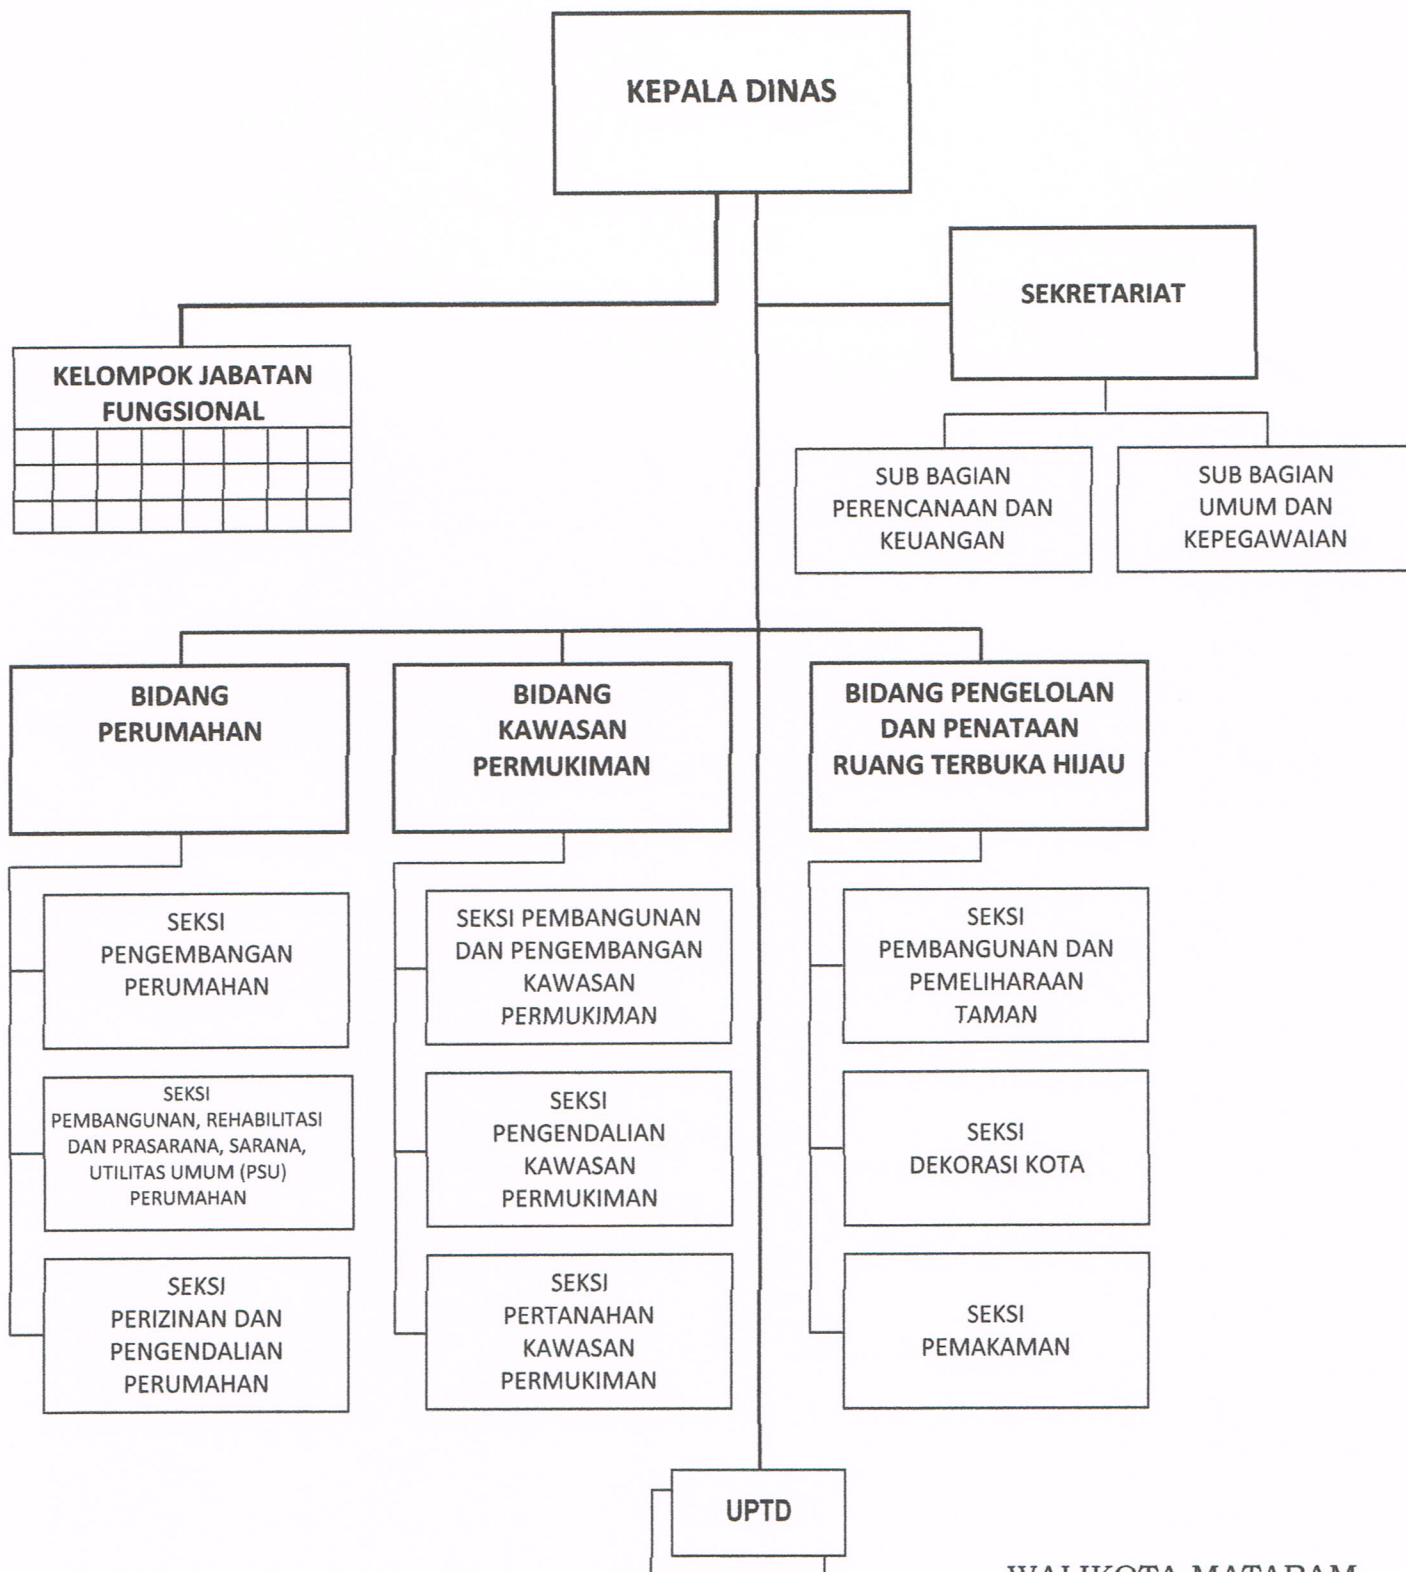 KEPALA DINAS
SEKRETARIAT
KELOMPOK JABATAN
FUNGSIONAL
SUB BAGIAN
PERENCANAAN DAN
KEUANGAN
SUB BAGIAN
UMUM DAN
KEPEGAWAIAN
BIDANG
PERUMAHAN
BIDANG
KAWASAN
PERMUKIMAN
BIDANG PENGELOLAN
DAN PENATAAN
RUANG TERBUKA HIJAU
SEKSI
PENGEMBANGAN
PERUMAHAN
SEKSI
PEMBANGUNAN, REHABILITASI
DAN PRASARANA, SARANA,
UTILITAS UMUM (PSU)
PERUMAHAN
SEKSI
PERIZINAN DAN
PENGENDALIAN
PERUMAHAN
SEKSI PEMBANGUNAN
DAN PENGEMBANGAN
KAWASAN
PERMUKIMAN
SEKSI
PENGENDALIAN
KAWASAN
PERMUKIMAN
SEKSI
PERTANAHAN
KAWASAN
PERMUKIMAN
SEKSI
PEMBANGUNAN DAN
PEMELIHARAAN
TAMAN
SEKSI
DEKORASI KOTA
SEKSI
PEMAKAMAN
UPTD
WALIKOTA MATARAM